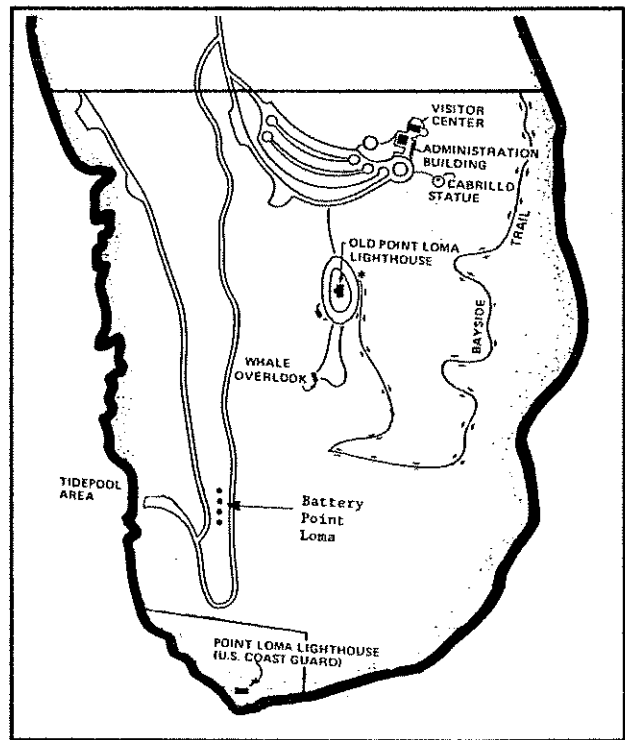 VISITOR
CENTER
ADMINISTRATION
BUILDING
CABRILLO
STATUE
TRAIL
OLD POINT LOMA
LIGHTHOUSE
*
BAYSIDE
WHALE
OVERLOOK
TIDEPOOL
AREA
Battery
Point
Loma
POINT LOMA LIGHTHOUSE
(U.S. COAST GUARD)